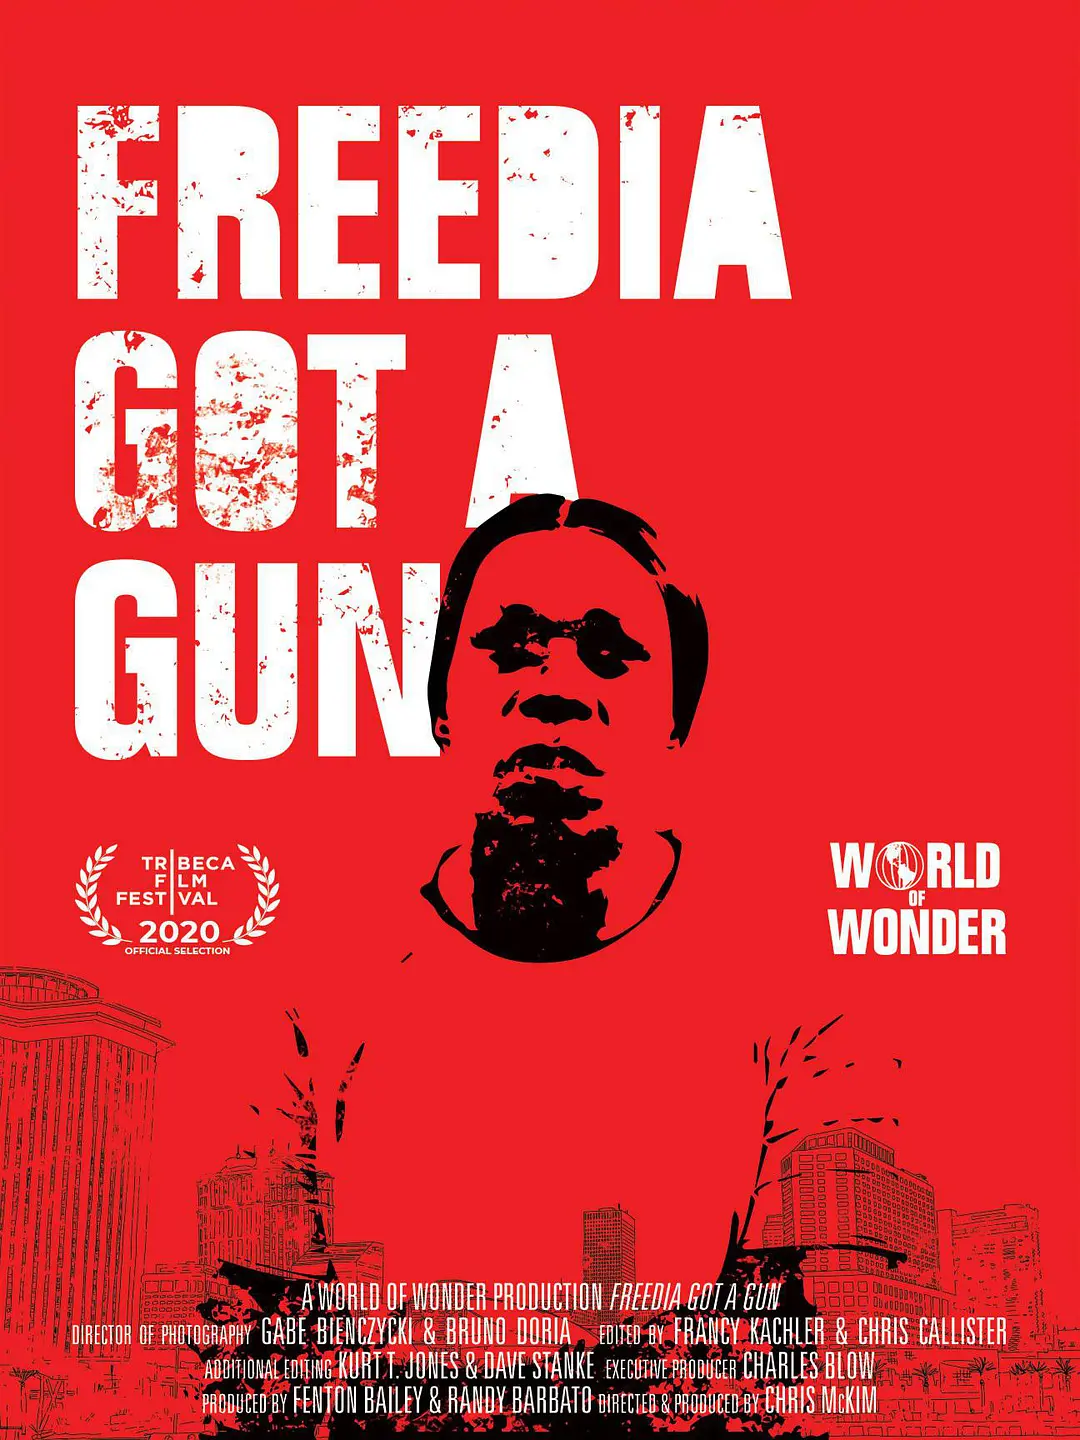 FREEDIA
GOT A
GUN
TRIBECA
FILM
FESTIVAL
2020
OFFICIAL SELECTION
WORLD
OF
WONDER
A WORLD OF WONDER PRODUCTION FREEDIA GOT A GUN
DIRECTOR OF PHOTOGRAPHY GABE BIENCZYCKI & BRUNO DORIA EDITED BY FRANCY KACHLER & CHRIS CALLISTER
ADDITIONAL EDITING KURT T. JONES & DAVE STANKE EXECUTIVE PRODUCER CHARLES BLOW
PRODUCED BY FENTON BAILEY & RANDY BARBATO DIRECTED & PRODUCED BY CHRIS McKIM